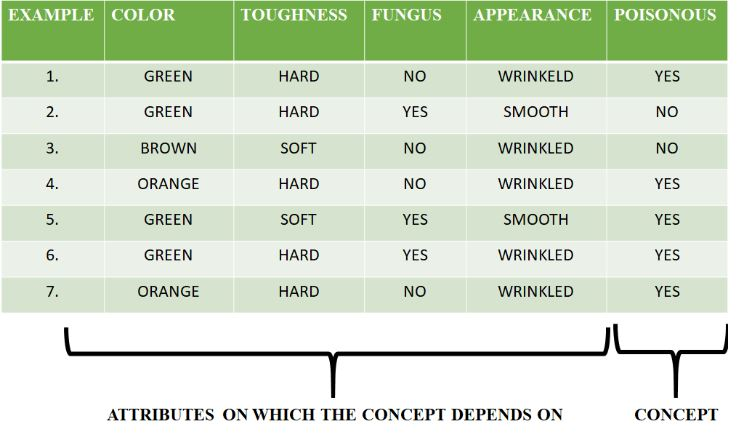 EXAMPLE COLOR TOUGHNESS FUNGUS APPEARANCE POISONOUS
1. GREEN HARD NO WRINKELD YES
2. GREEN HARD YES SMOOTH NO
3. BROWN SOFT NO WRINKLED NO
4. ORANGE HARD NO WRINKLED YES
5. GREEN SOFT YES SMOOTH YES
6. GREEN HARD YES WRINKLED YES
7. ORANGE HARD NO WRINKLED YES
ATTRIBUTES ON WHICH THE CONCEPT DEPENDS ON CONCEPT